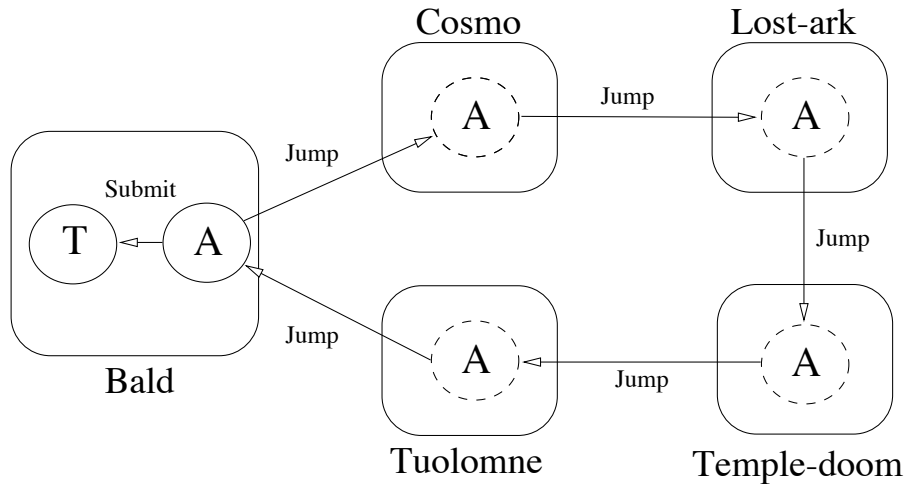 Cosmo
Lost-ark
A
Jump
A
Jump
Submit
T
A
Jump
Jump
A
Jump
A
Bald
Tuolomne
Temple-doom